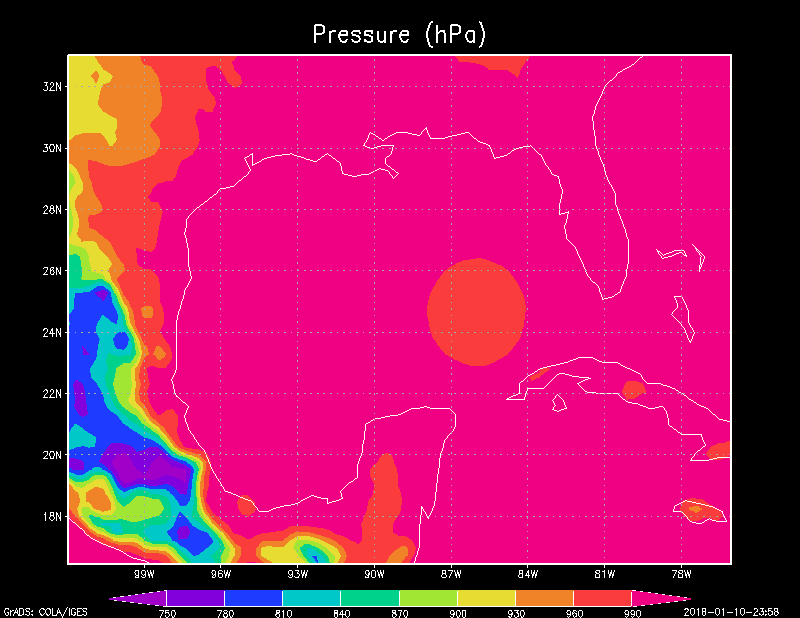 Pressure (hPa)
32N
30N
28N
26N
24N
22N
20N
18N
99W 96W 93W 90W 87W 84W 81W 78W
750 780 810 840 870 900 930 960 990
GrADS: COLA/IGES 2018-01-10-23:58